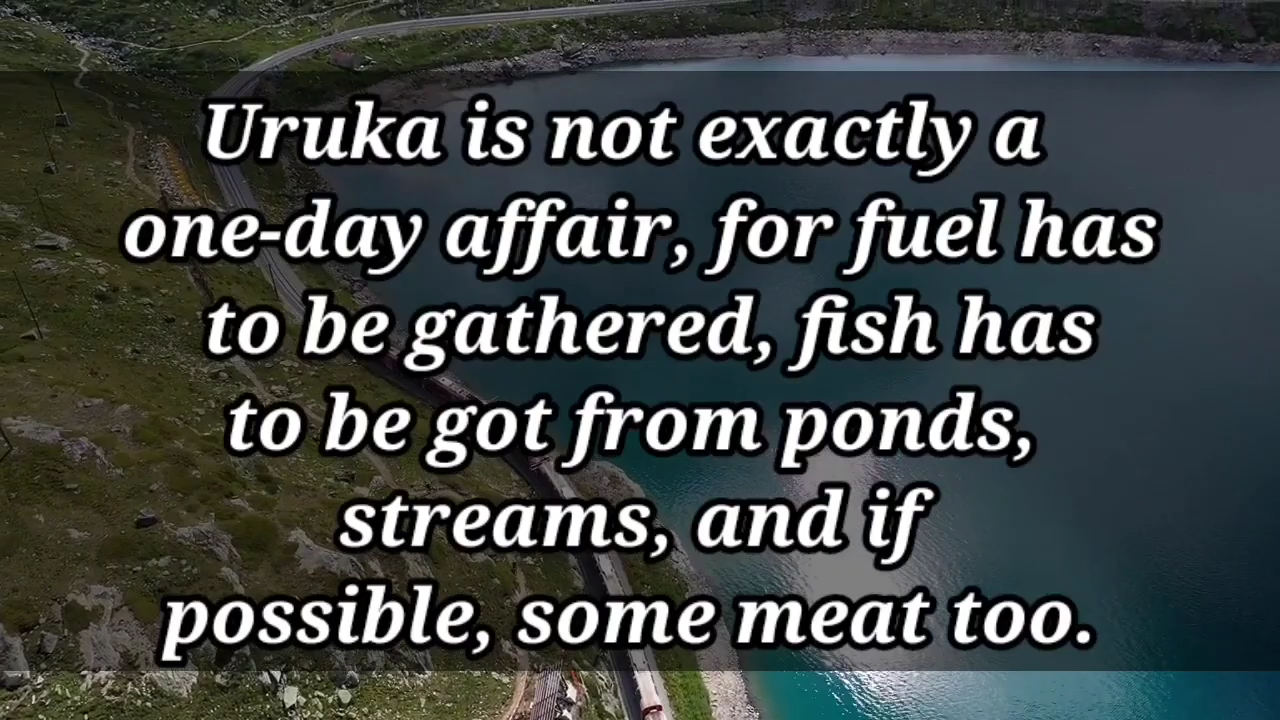 Uruka is not exactly a
one-day affair, for fuel has
to be gathered, fish has
to be got from ponds,
streams, and if
possible, some meat too.